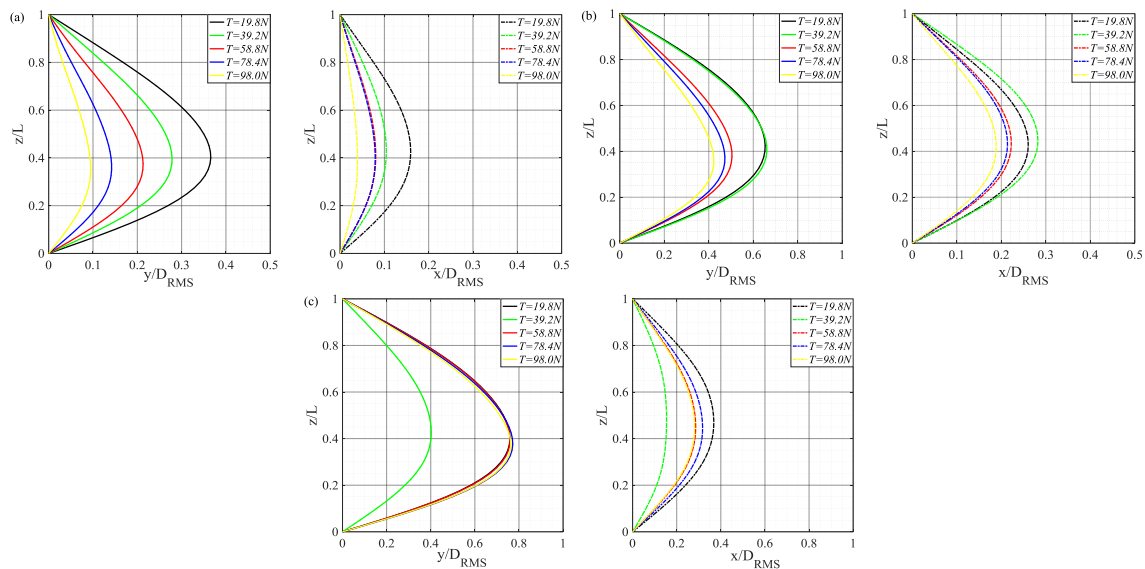 (a)
1
0.8
0.6
0.4
0.2
0
z/L
0
0.1
0.2
0.3
0.4
0.5
y/D_RMS
T=19.8N
T=39.2N
T=58.8N
T=78.4N
T=98.0N
1
0.8
0.6
0.4
0.2
0
z/L
0
0.1
0.2
0.3
0.4
0.5
x/D_RMS
T=19.8N
T=39.2N
T=58.8N
T=78.4N
T=98.0N
(b)
1
0.8
0.6
0.4
0.2
0
z/L
0
0.2
0.4
0.6
0.8
1
y/D_RMS
T=19.8N
T=39.2N
T=58.8N
T=78.4N
T=98.0N
1
0.8
0.6
0.4
0.2
0
z/L
0
0.1
0.2
0.3
0.4
0.5
x/D_RMS
T=19.8N
T=39.2N
T=58.8N
T=78.4N
T=98.0N
(c)
1
0.8
0.6
0.4
0.2
0
z/L
0
0.2
0.4
0.6
0.8
1
y/D_RMS
T=19.8N
T=39.2N
T=58.8N
T=78.4N
T=98.0N
1
0.8
0.6
0.4
0.2
0
z/L
0
0.2
0.4
0.6
0.8
1
x/D_RMS
T=19.8N
T=39.2N
T=58.8N
T=78.4N
T=98.0N